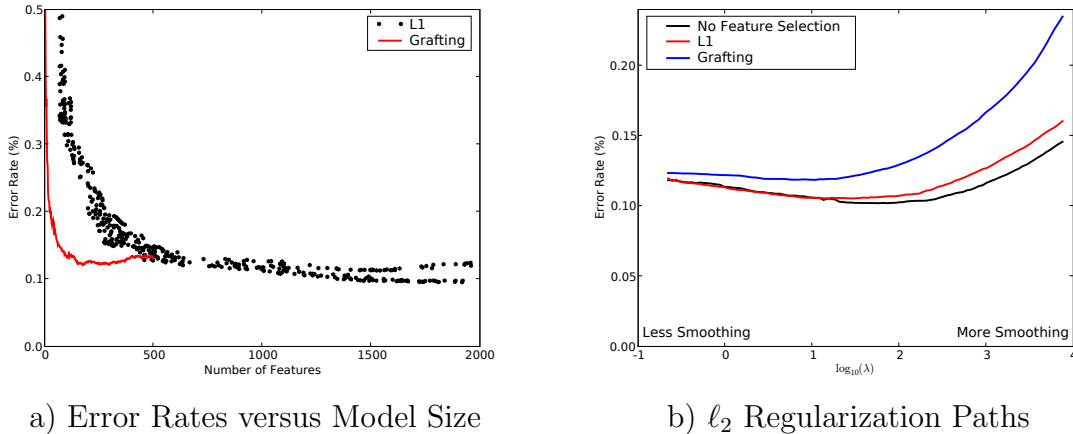 0.5
0.4
0.3
0.2
0.1
0.0
Error Rate (%)
L1
Grafting
0
500
1000
1500
2000
Number of Features
a) Error Rates versus Model Size
0.20
0.15
0.10
0.05
0.00
Error Rate (%)
No Feature Selection
L1
Grafting
Less Smoothing
More Smoothing
-1
0
1
2
3
4
log₁₀(λ)
b) ℓ₂ Regularization Paths